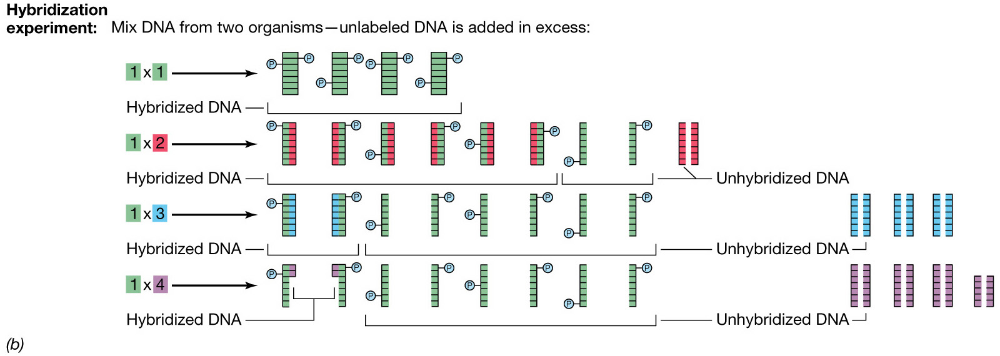 Hybridization
experiment: Mix DNA from two organisms—unlabeled DNA is added in excess:
1 x 1 P P P P P P P P
Hybridized DNA
1 x 2 P P P P P P P P
Hybridized DNA Unhybridized DNA
1 x 3 P P P P P P P P
Hybridized DNA Unhybridized DNA
1 x 4 P P P P P P P P
Hybridized DNA Unhybridized DNA
(b)